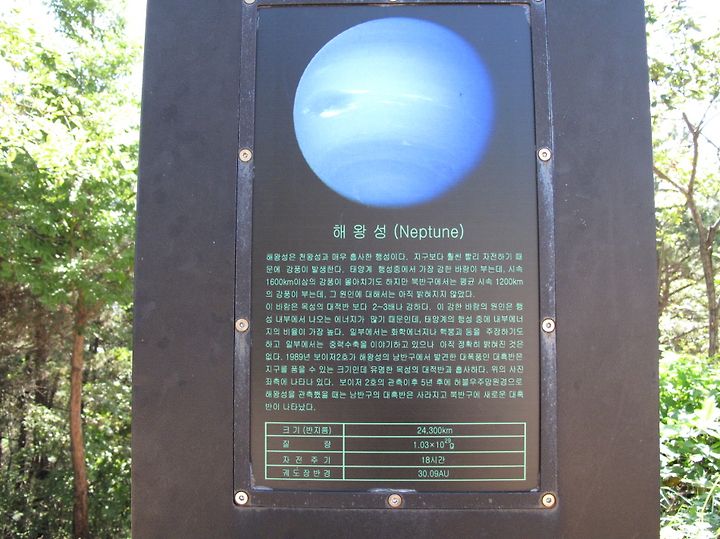 해 왕 성 (Neptune)
해왕성은 천왕성과 매우 흡사한 행성이다. 지구보다 훨씬 빨리 자전하기 때
문에 강풍이 발생한다. 태양계 행성중에서 가장 강한 바람이 부는데, 시속
1600km이상의 강풍이 몰아치기도 하지만 북반구에서는 평균 시속 1200km
의 강풍이 부는데, 그 원인에 대해서는 아직 밝혀지지 않았다.
이 바람은 목성의 대적반 보다 2~3배나 강하다. 이 강한 바람의 원인은 행
성 내부에서 나오는 에너지가 많기 때문인데, 태양계의 행성 중에 내부에너
지의 비율이 가장 높다. 일부에서는 화학에너지나 핵붕괴 등을 주장하기도
하고 일부에서는 중력수축을 이야기하고 있으나 아직 정확히 밝혀진 것은
없다. 1989년 보이저2호가 해왕성의 남반구에서 발견한 대폭풍인 대흑반은
지구를 품을 수 있는 크기인데 유명한 목성의 대적반과 흡사하다. 위의 사진
좌측에 나타나 있다. 보이저 2호의 관측이후 5년 후에 허블우주망원경으로
해왕성을 관측했을 때는 남반구의 대흑반은 사라지고 북반구에 새로운 대흑
반이 나타났다.
크 기 (반지름) 24,300km
질 량 1.03×10²⁹g
자 전 주 기 18시간
궤 도 장 반 경 30.09AU